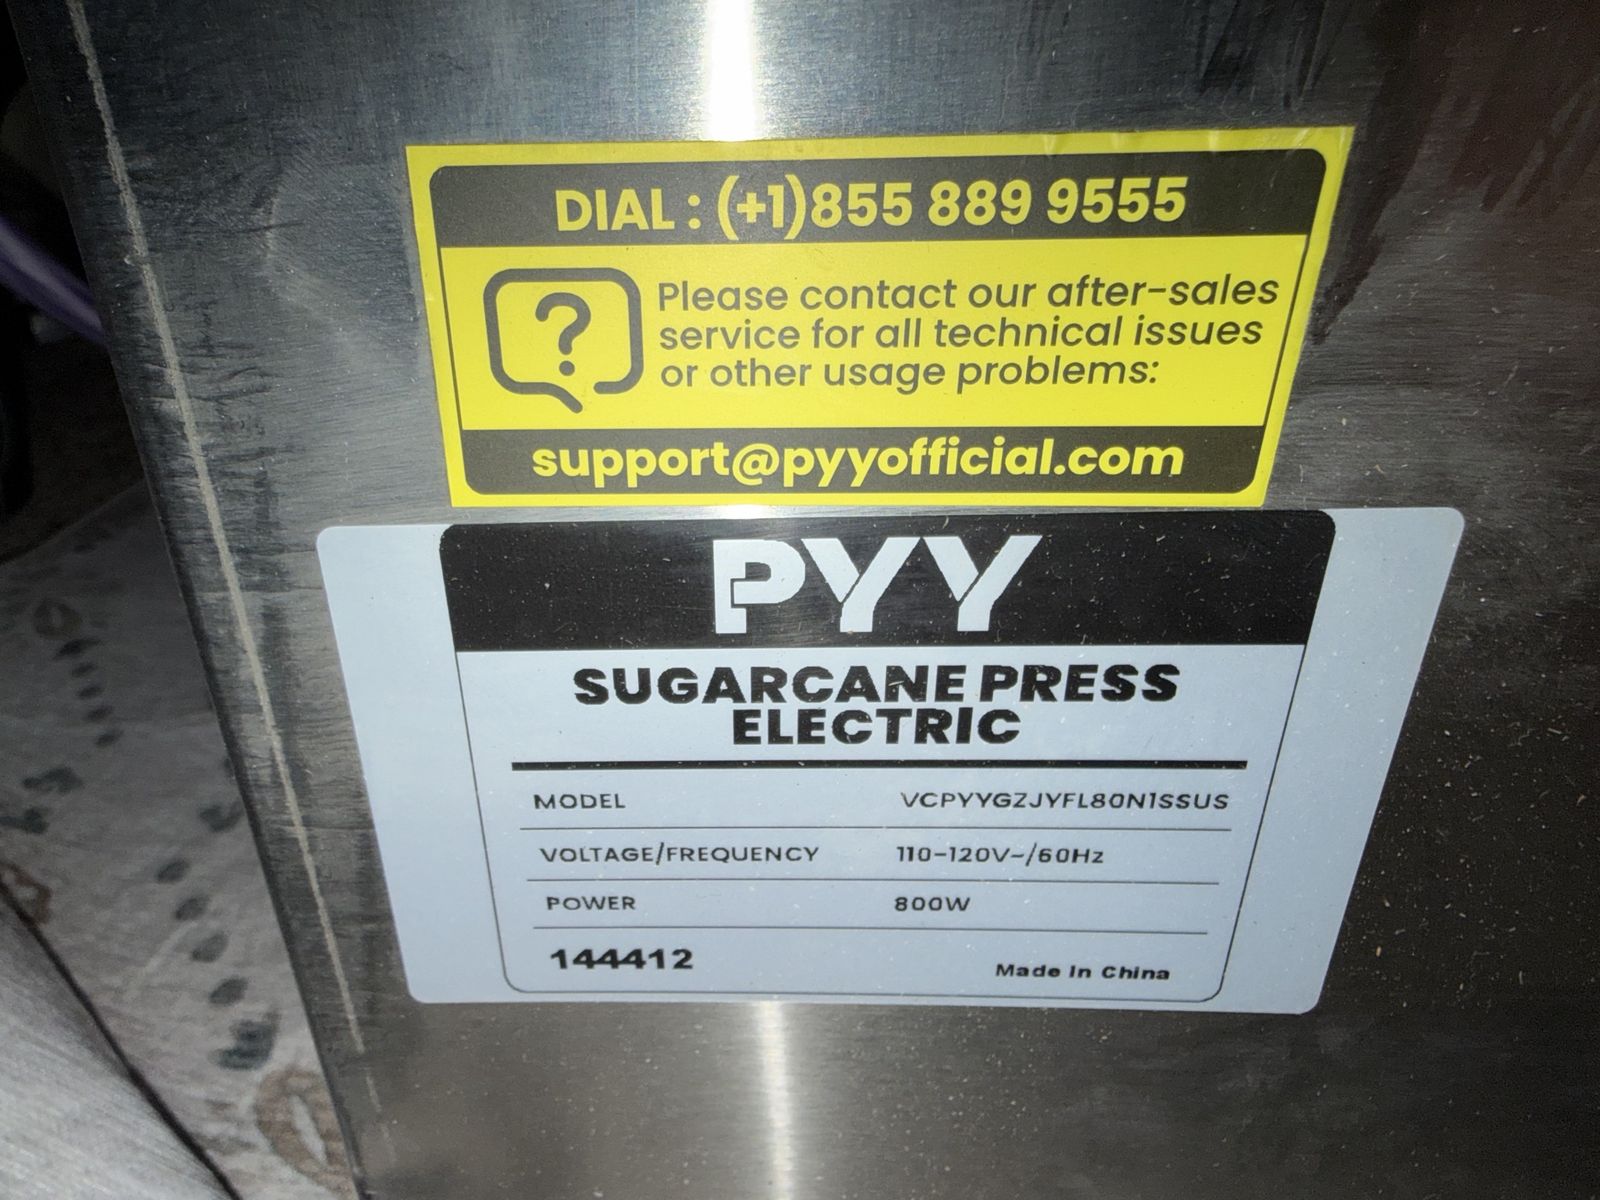 DIAL : (+1)855 889 9555
?
Please contact our after-sales
service for all technical issues
or other usage problems:
support@pyyofficial.com
PYY
SUGARCANE PRESS
ELECTRIC
MODEL VCPYYGZJYFL80N1SSUS
VOLTAGE/FREQUENCY 110-120V~/60Hz
POWER 800W
144412 Made In China